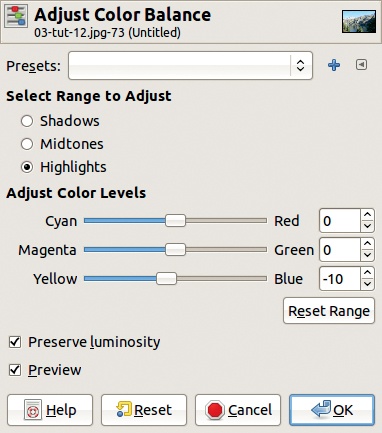 Adjust Color Balance
03-tut-12.jpg-73 (Untitled)
Presets:
Select Range to Adjust
Shadows
Midtones
Highlights
Adjust Color Levels
Cyan Red 0
Magenta Green 0
Yellow Blue -10
Reset Range
Preserve luminosity
Preview
Help Reset Cancel OK